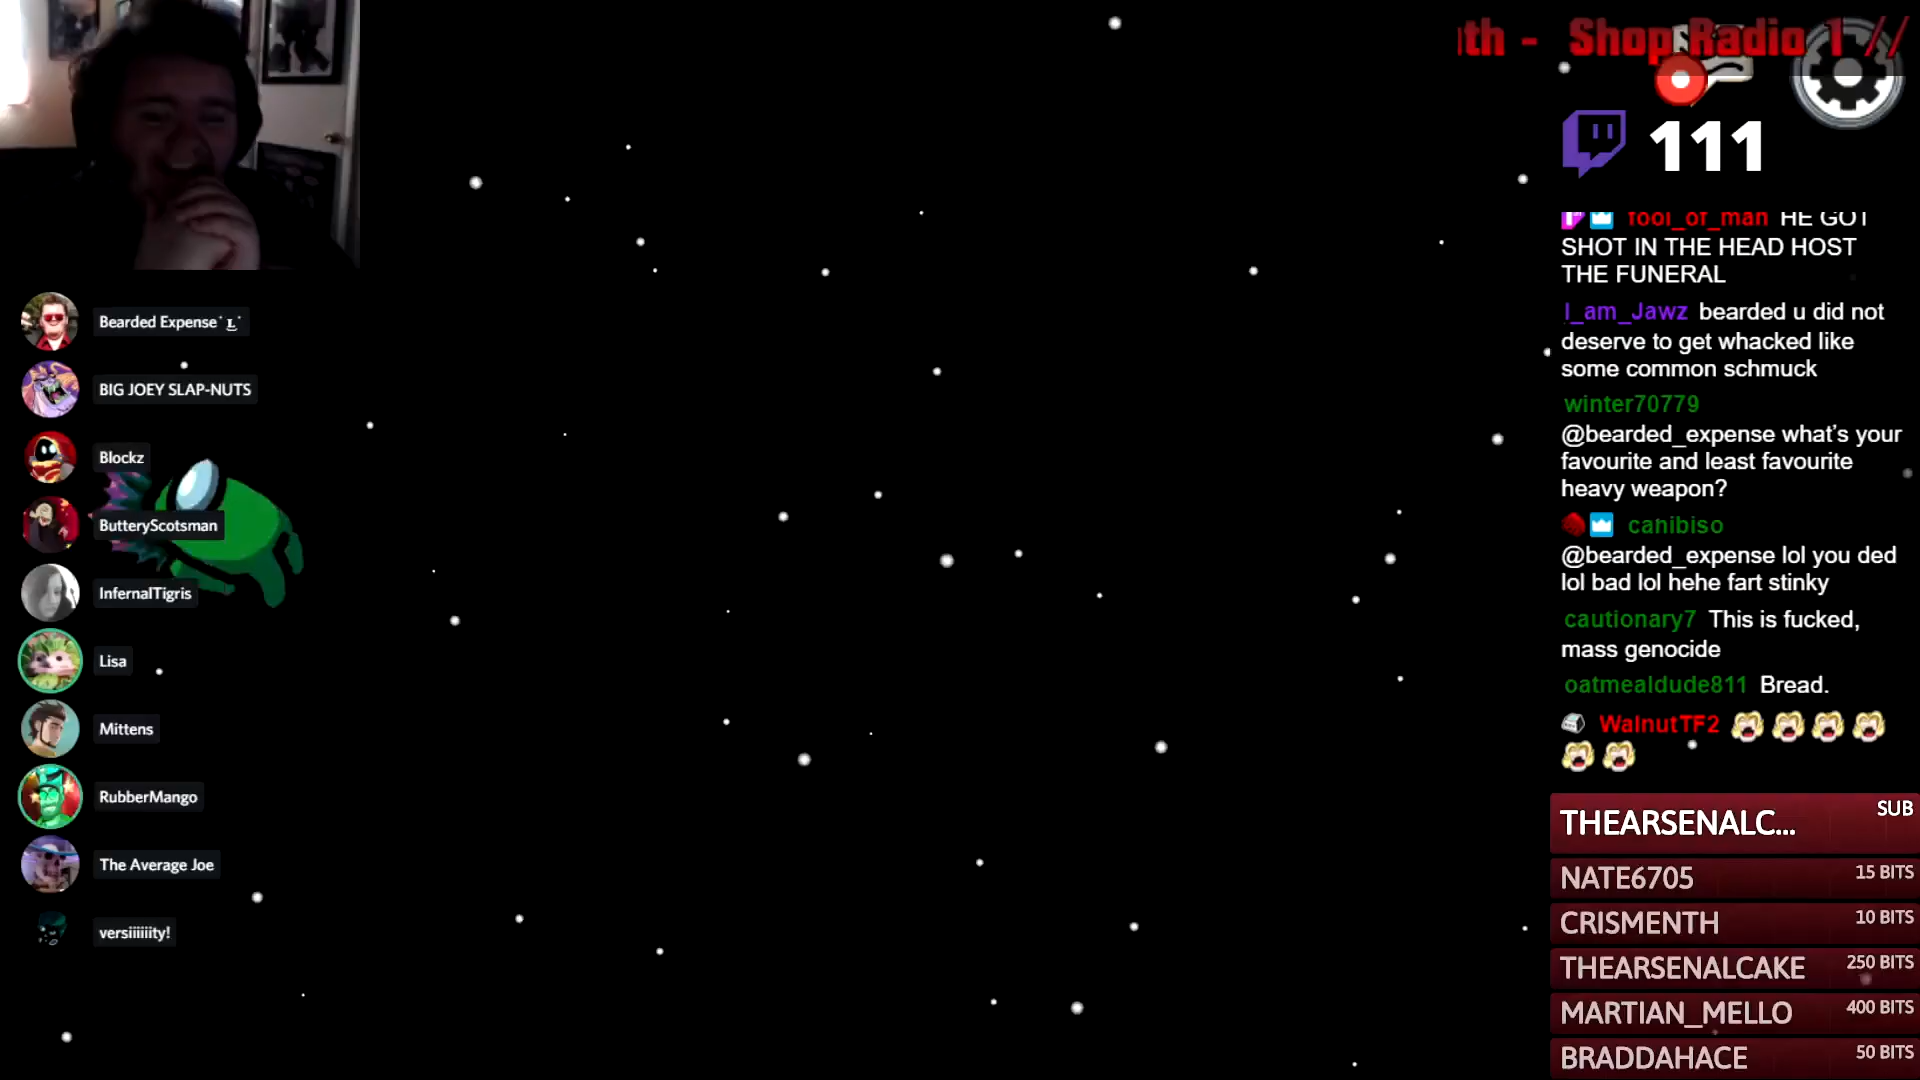 th - Shop Radio 1 //
111
fool_of_man HE GOT
SHOT IN THE HEAD HOST
THE FUNERAL
I_am_Jawz bearded u did not
deserve to get whacked like
some common schmuck
winter70779
@bearded_expense what's your
favourite and least favourite
heavy weapon?
canibiso
@bearded_expense lol you ded
lol bad lol hehe fart stinky
cautionary7 This is fucked,
mass genocide
oatmealdude811 Bread.
WalnutTF2
Bearded Expense
BIG JOEY SLAP-NUTS
Blockz
ButteryScotsman
InfernalTigris
Lisa
Mittens
RubberMango
The Average Joe
versiiiiiity!
THEARSENALC... SUB
NATE6705 15 BITS
CRISMENTH 10 BITS
THEARSENALCAKE 250 BITS
MARTIAN_MELLO 400 BITS
BRADDAHACE 50 BITS